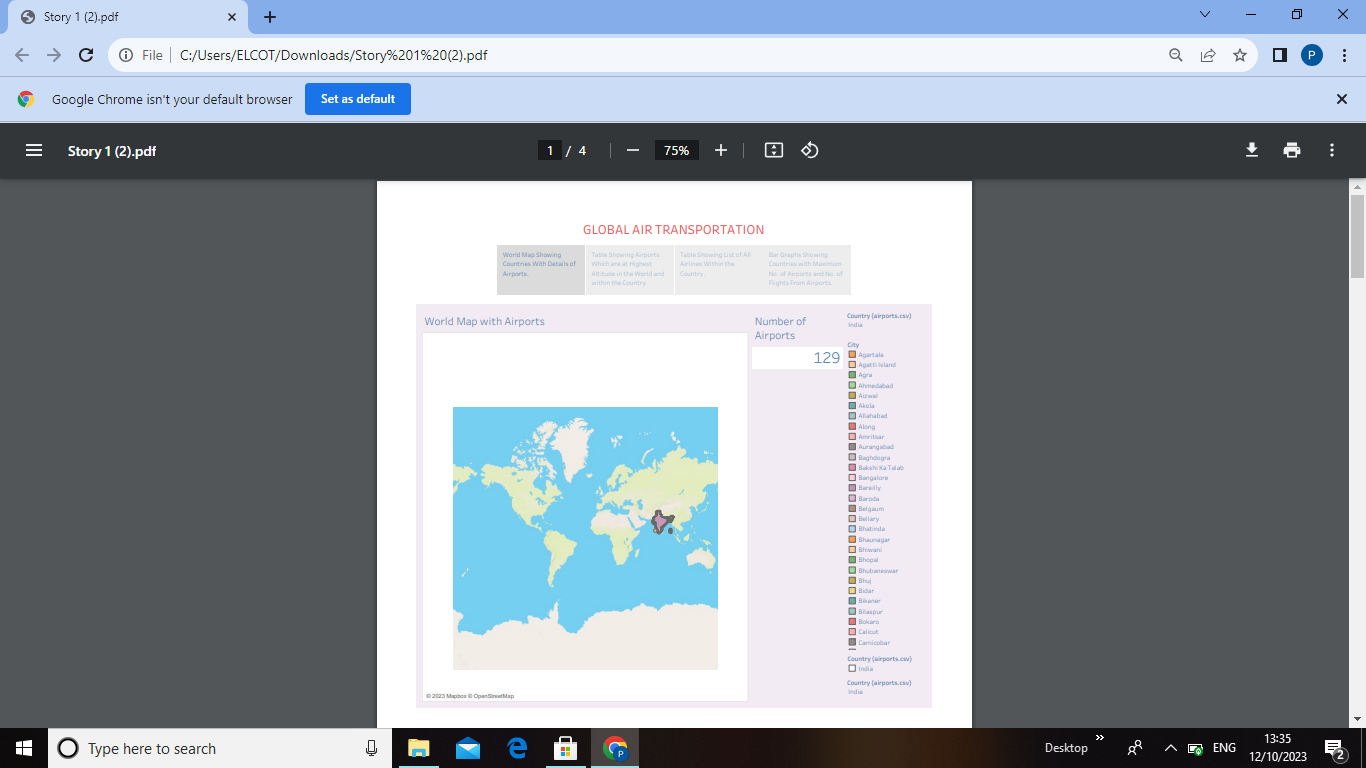 Story 1 (2).pdf
File
C:/Users/ELCOT/Downloads/Story%201%20(2).pdf
P
Google Chrome isn't your default browser
Set as default
Story 1 (2).pdf
1 / 4
75%
GLOBAL AIR TRANSPORTATION
World Map Showing
Countries With Details of
Airports.
Table Showing Airports
Which are at Highest
Altitude in the World and
within the Country.
Table Showing List of All
Airlines Within the
Country.
Bar Graphs Showing
Countries with Maximum
No. of Airports and No. of
Flights From Airports.
World Map with Airports
© 2023 Mapbox © OpenStreetMap
Number of
Airports
129
Country (airports.csv)
India
City
Agartala
Agatti Island
Agra
Ahmedabad
Aizwal
Akola
Allahabad
Along
Amritsar
Aurangabad
Baghdogra
Bakshi Ka Talab
Bangalore
Bareilly
Baroda
Belgaum
Bellary
Bhatinda
Bhaunagar
Bhiwani
Bhopal
Bhubaneswar
Bhuj
Bidar
Bikaner
Bilaspur
Bokaro
Calicut
Carnicobar
Country (airports.csv)
India
Country (airports.csv)
India
Type here to search
P
Desktop
ENG
13:35
12/10/2023
2